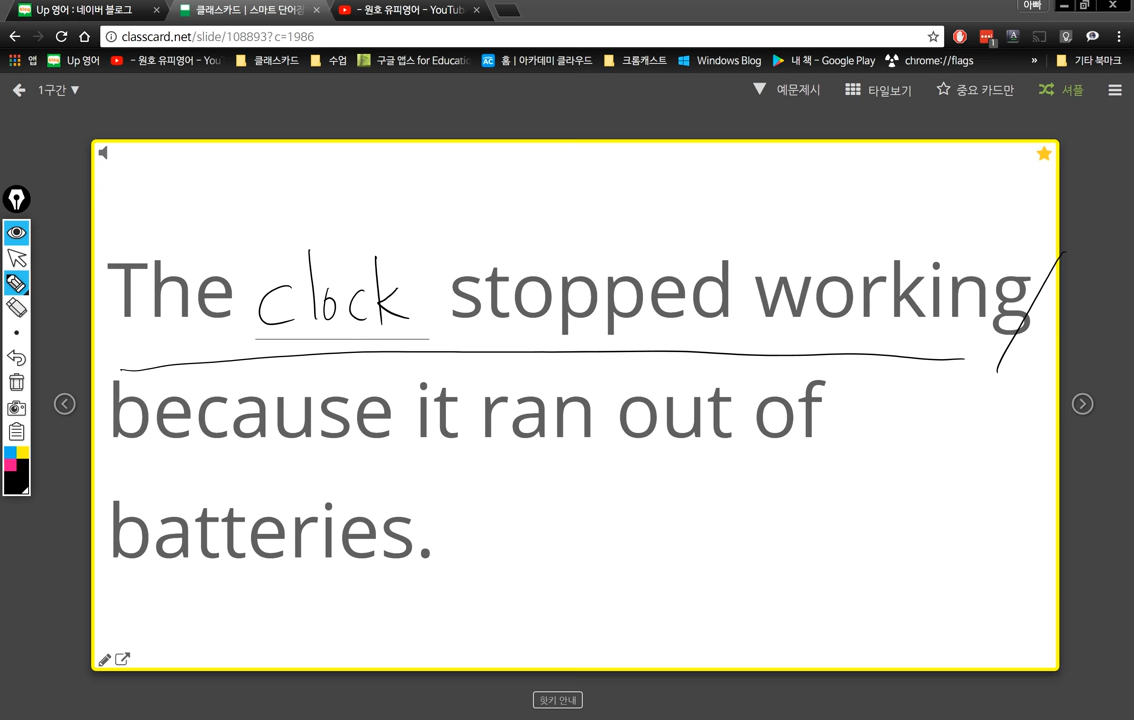 Up 영어 : 네이버 블로그
클래스카드 | 스마트 단어장
- 원호 유피영어 - YouTub
아빠
classcard.net/slide/108893?c=1986
1
앱
Up 영어
- 원호 유피영어 - You
클래스카드
수업
구글 앱스 for Educatic
AC
홈 | 아카데미 클라우드
크롬캐스트
Windows Blog
내 책 - Google Play
chrome://flags
»
기타 북마크
1구간 ▼
예문제시
타일보기
중요 카드만
셔플
The clock stopped working
because it ran out of
batteries.
핫키 안내